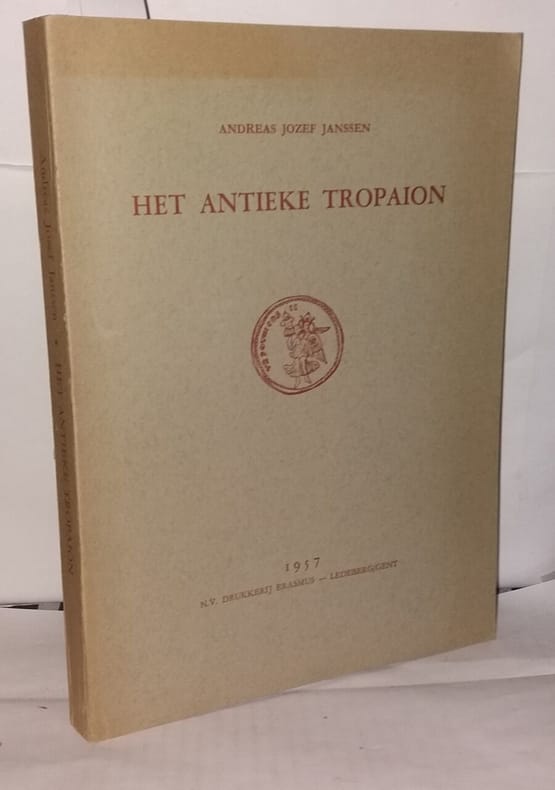 ANDREAS JOZEF JANSSEN
HET ANTIEKE TROPAION
1957
N.V. DRUKKERIJ ERASMUS — LEDEBERG/GENT
Andreas Jozef Janssen * HET ANTIEKE TROPAION